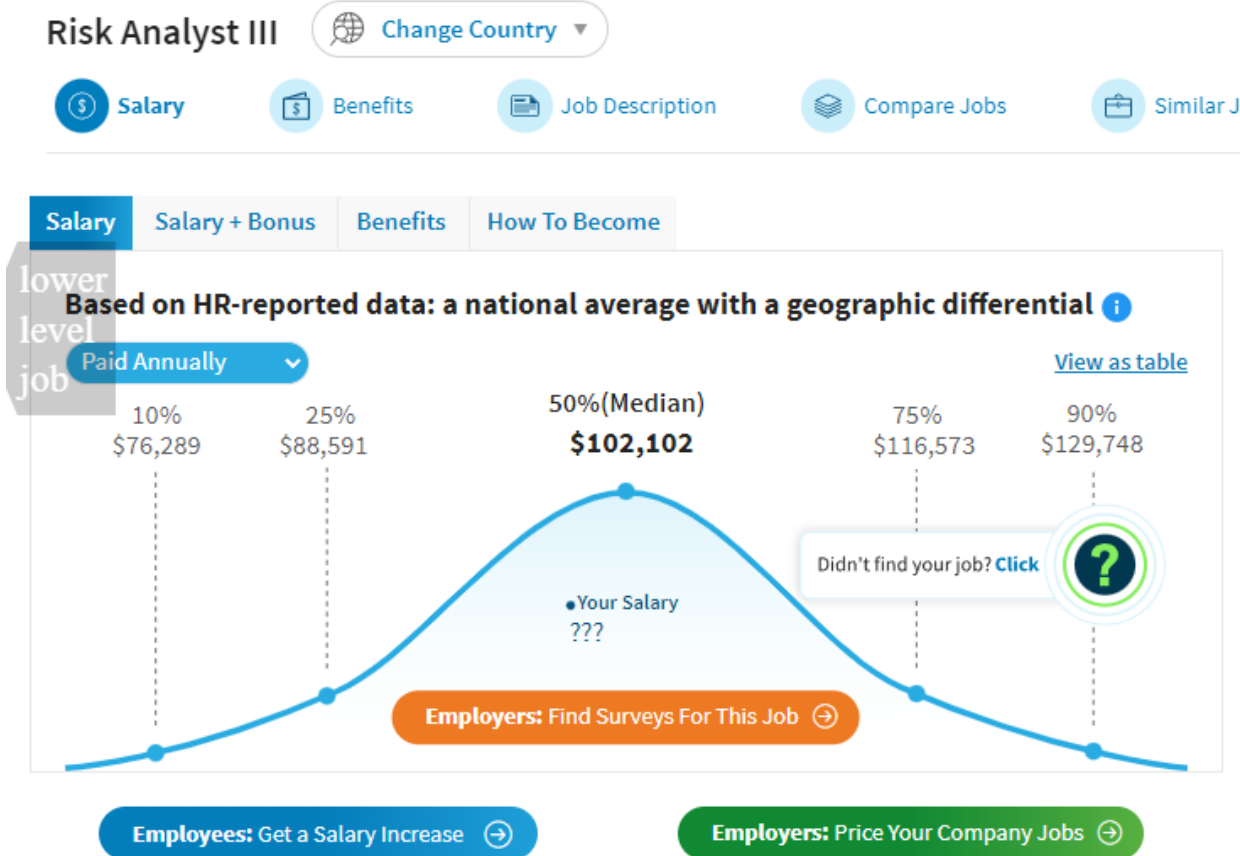 Risk Analyst III
Change Country
Salary
Benefits
Job Description
Compare Jobs
Similar J
Salary
Salary + Bonus
Benefits
How To Become
lower
level
job
Based on HR-reported data: a national average with a geographic differential
Paid Annually
View as table
10%
$76,289
25%
$88,591
50%(Median)
$102,102
75%
$116,573
90%
$129,748
Didn't find your job? Click
?
Your Salary
???
Employers: Find Surveys For This Job
Employees: Get a Salary Increase
Employers: Price Your Company Jobs